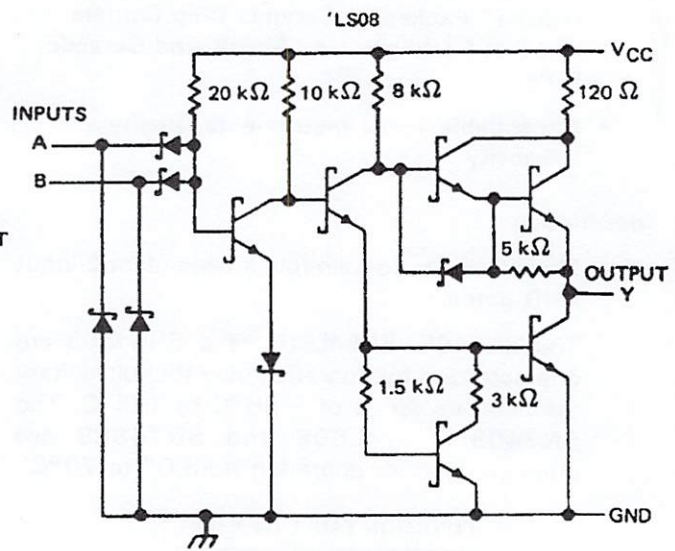 'LS08
VCC
20 kΩ
10 kΩ
8 kΩ
120 Ω
INPUTS
A
B
T
5 kΩ
OUTPUT
Y
1.5 kΩ
3 kΩ
GND